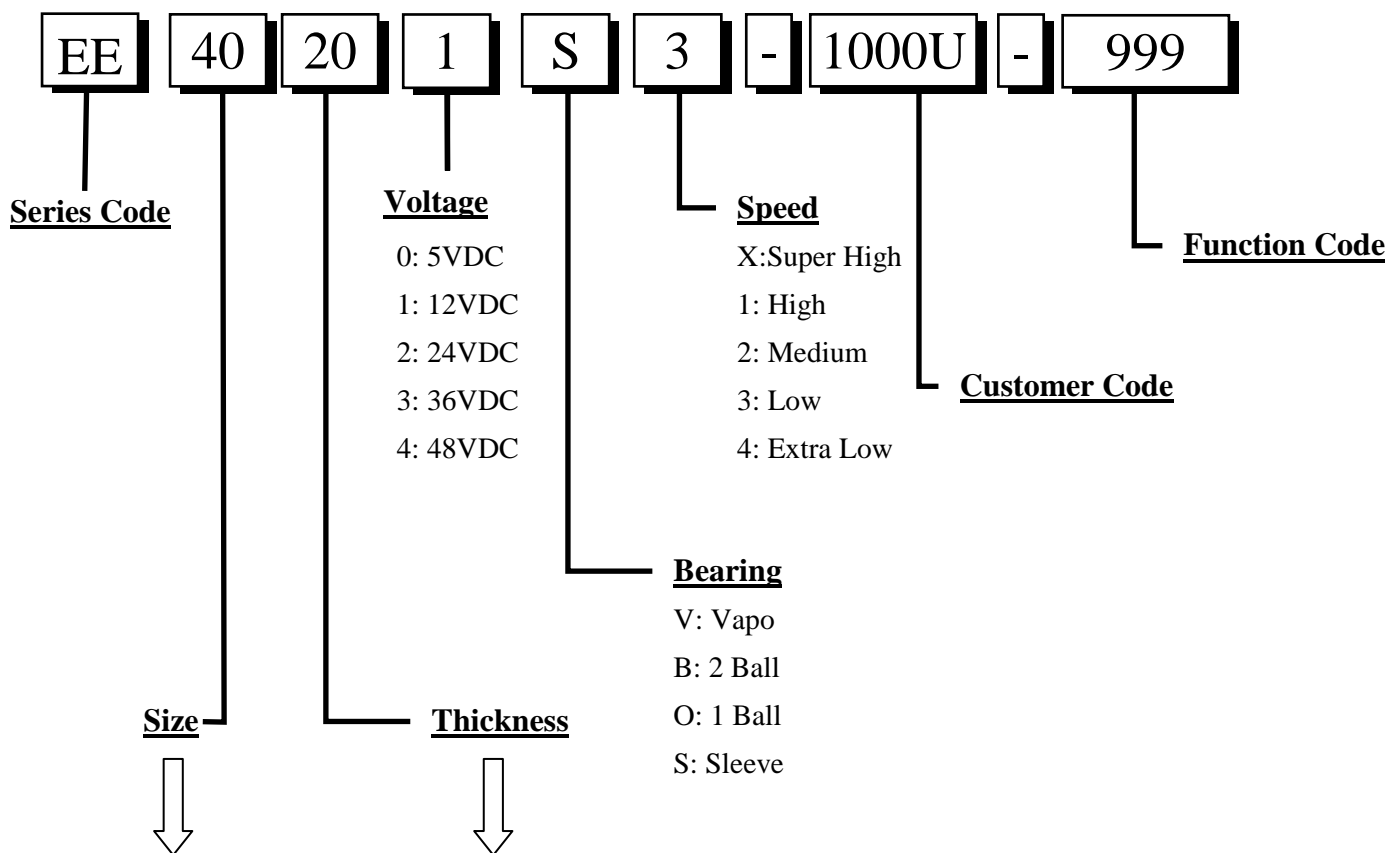 EE 40 20 1 S 3 - 1000U - 999
Series Code
Voltage
0: 5VDC
1: 12VDC
2: 24VDC
3: 36VDC
4: 48VDC
Speed
X:Super High
1: High
2: Medium
3: Low
4: Extra Low
Function Code
Customer Code
Bearing
V: Vapo
B: 2 Ball
O: 1 Ball
S: Sleeve
Size
Thickness